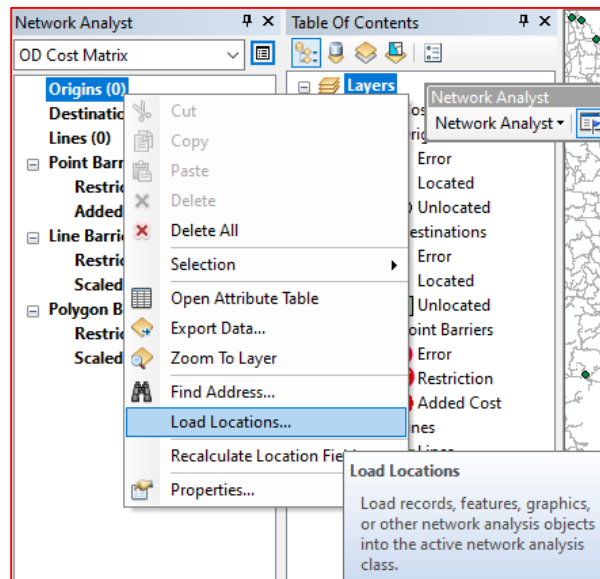 Network Analyst
OD Cost Matrix
Origins (0)
Destinatio
Lines (0)
Point Barr
Restric
Added
Line Barrie
Restric
Scaled
Polygon B
Restric
Scaled
Cut
Copy
Paste
Delete
Delete All
Selection
Open Attribute Table
Export Data...
Zoom To Layer
Find Address...
Load Locations...
Recalculate Location Fiel
Properties...
Table Of Contents
Layers
Error
Located
Unlocated
estinations
Error
Located
Unlocated
oint Barriers
Error
Restriction
Added Cost
nes
Lines
Network Analyst
Network Analyst
Load Locations
Load records, features, graphics,
or other network analysis objects
into the active network analysis
class.